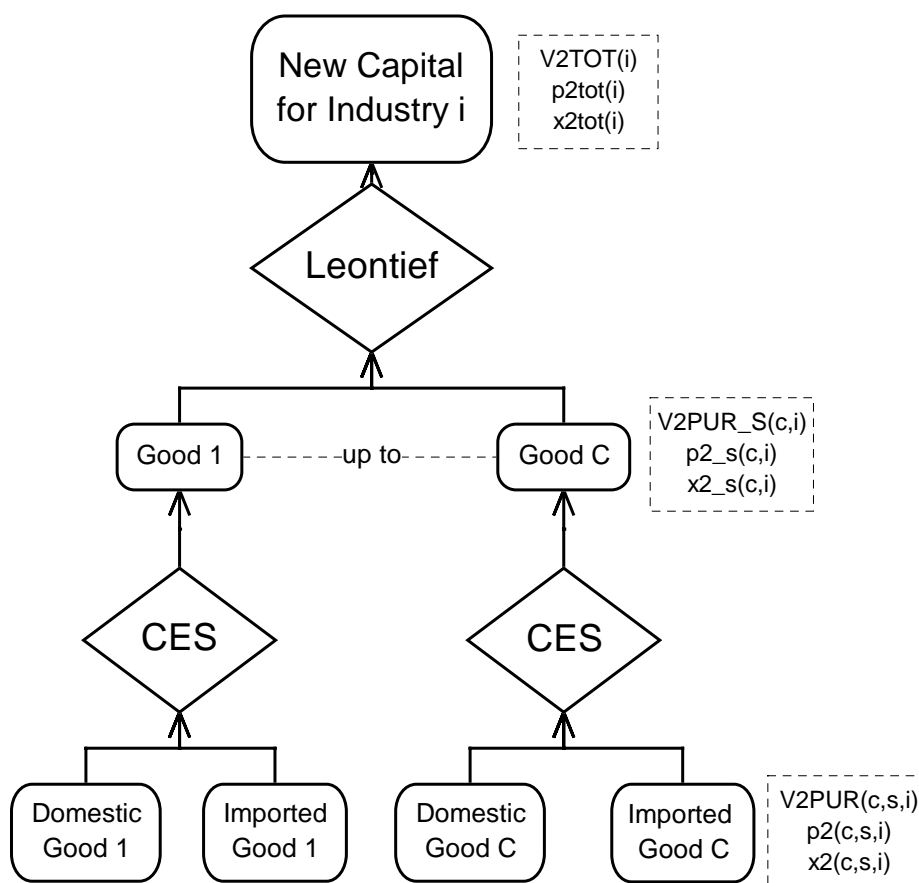 New Capital
for Industry i
V2TOT(i)
p2tot(i)
x2tot(i)
Leontief
Good 1
up to
Good C
V2PUR_S(c,i)
p2_s(c,i)
x2_s(c,i)
CES
CES
Domestic
Good 1
Imported
Good 1
Domestic
Good C
Imported
Good C
V2PUR(c,s,i)
p2(c,s,i)
x2(c,s,i)